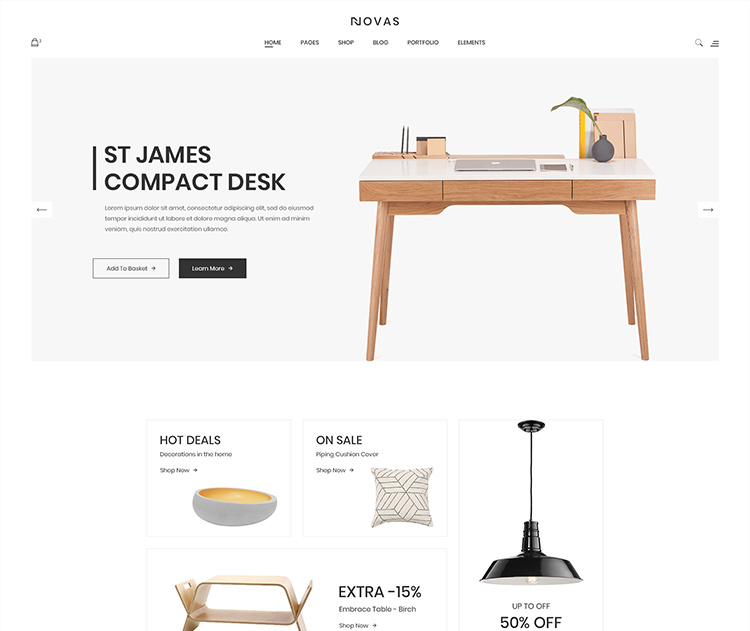 NOVAS
2
HOME PAGES SHOP BLOG PORTFOLIO ELEMENTS
ST JAMES
COMPACT DESK
Lorem ipsum dolor sit amet, consectetur adipiscing elit, sed do eiusmod
tempor incididunt ut labore et dolore magna aliqua. Ut enim ad minim
veniam, quis nostrud exercitation ullamco.
Add To Basket → Learn More →
HOT DEALS
Decorations in the home
Shop Now →
ON SALE
Piping Cushion Cover
Shop Now →
EXTRA -15%
Embrace Table - Birch
Shop Now →
UP TO OFF
50% OFF